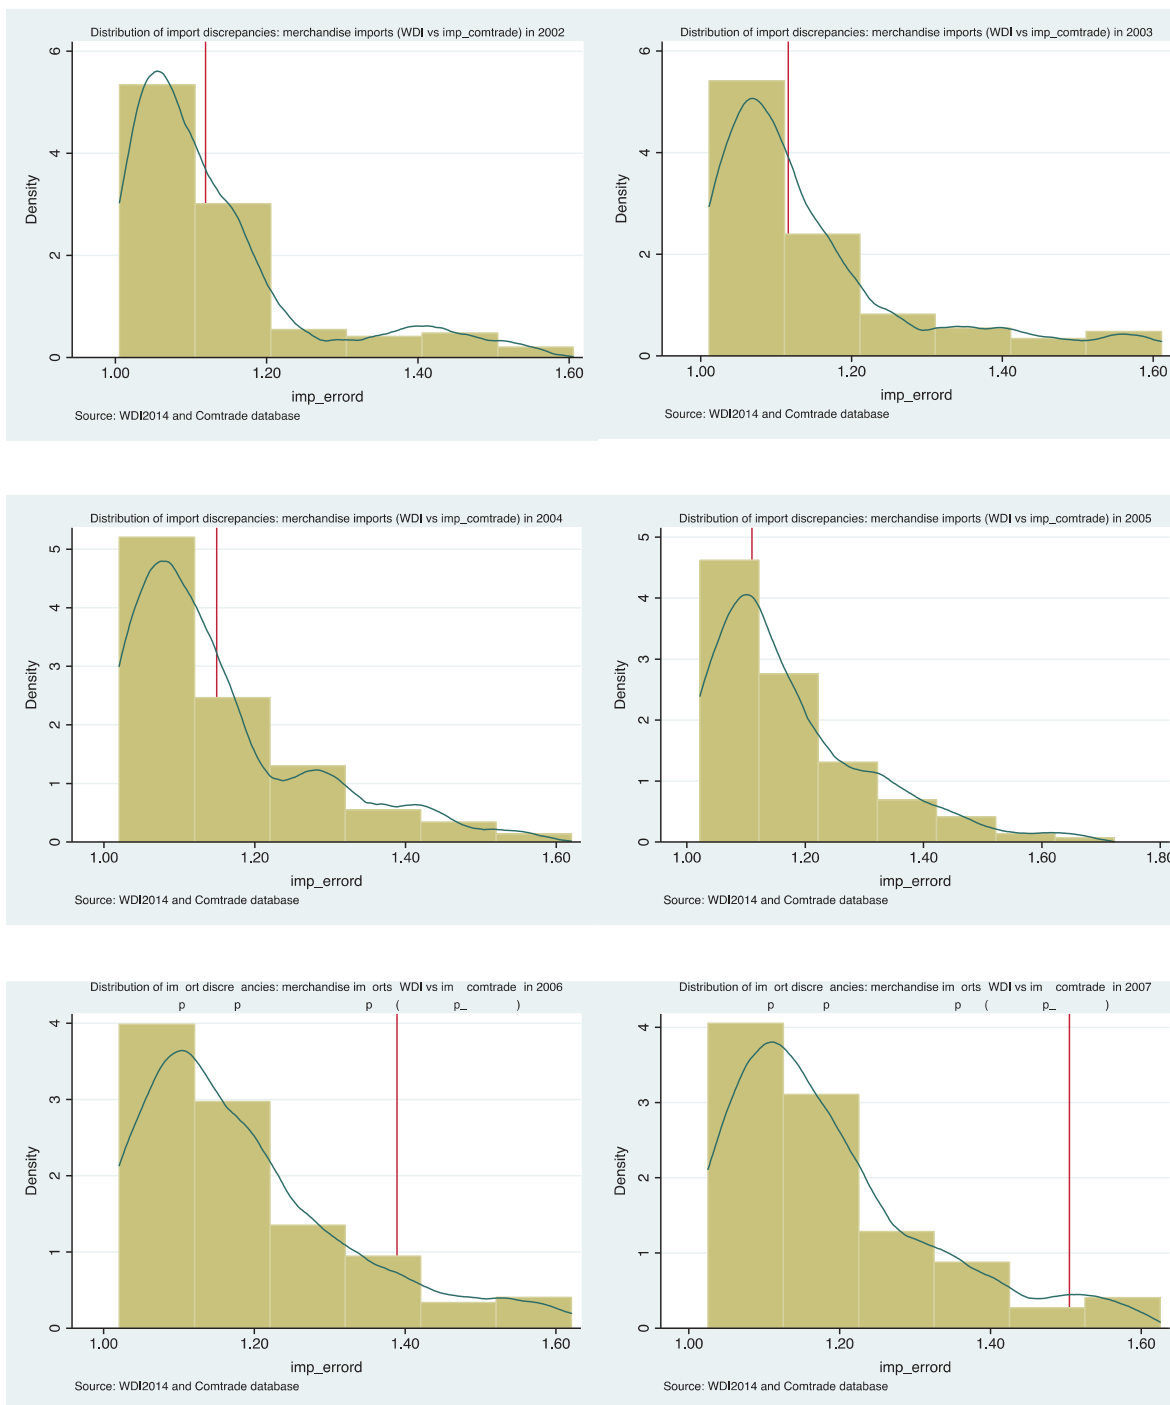 Distribution of import discrepancies: merchandise imports (WDI vs imp_comtrade) in 2002
6
4
2
0
Density
1.00 1.20 1.40 1.60
imp_errord
Source: WDI2014 and Comtrade database
Distribution of import discrepancies: merchandise imports (WDI vs imp_comtrade) in 2003
6
4
2
0
Density
1.00 1.20 1.40 1.60
imp_errord
Source: WDI2014 and Comtrade database
Distribution of import discrepancies: merchandise imports (WDI vs imp_comtrade) in 2004
5
4
3
2
1
0
Density
1.00 1.20 1.40 1.60
imp_errord
Source: WDI2014 and Comtrade database
Distribution of import discrepancies: merchandise imports (WDI vs imp_comtrade) in 2005
5
4
3
2
1
0
Density
1.00 1.20 1.40 1.60 1.80
imp_errord
Source: WDI2014 and Comtrade database
Distribution of im ort discre ancies: merchandise im orts WDI vs im comtrade in 2006
p p p ( p_ )
4
3
2
1
0
Density
1.00 1.20 1.40 1.60
imp_errord
Source: WDI2014 and Comtrade database
Distribution of im ort discre ancies: merchandise im orts WDI vs im comtrade in 2007
p p p ( p_ )
4
3
2
1
0
Density
1.00 1.20 1.40 1.60
imp_errord
Source: WDI2014 and Comtrade database